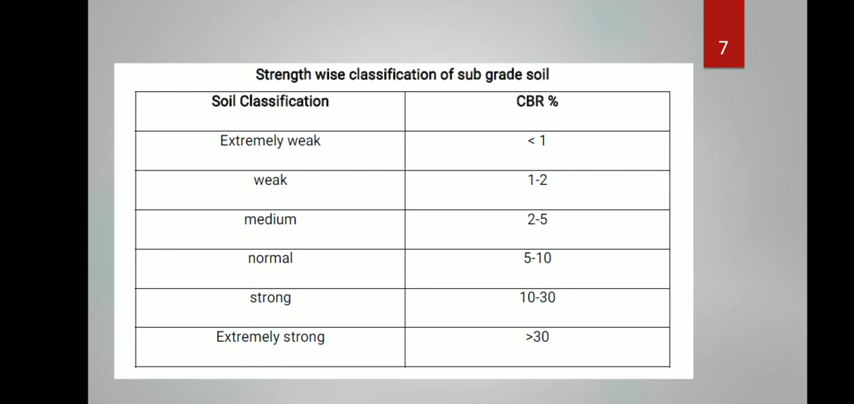 7
Strength wise classification of sub grade soil
Soil Classification CBR %
Extremely weak < 1
weak 1-2
medium 2-5
normal 5-10
strong 10-30
Extremely strong >30